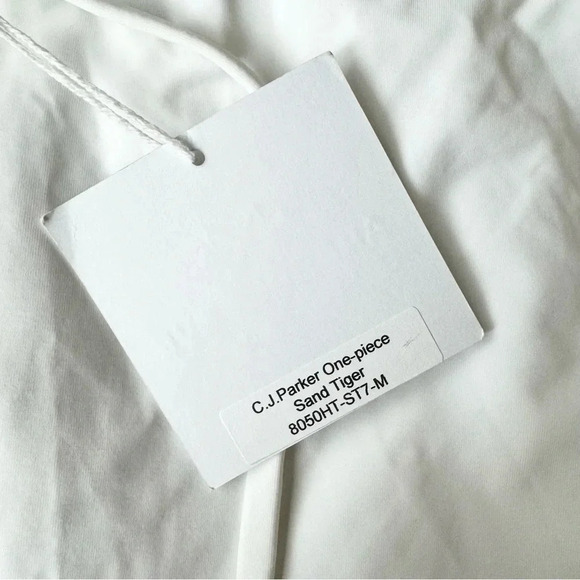 C.J.Parker One-piece
Sand Tiger
8050HT-ST7-M